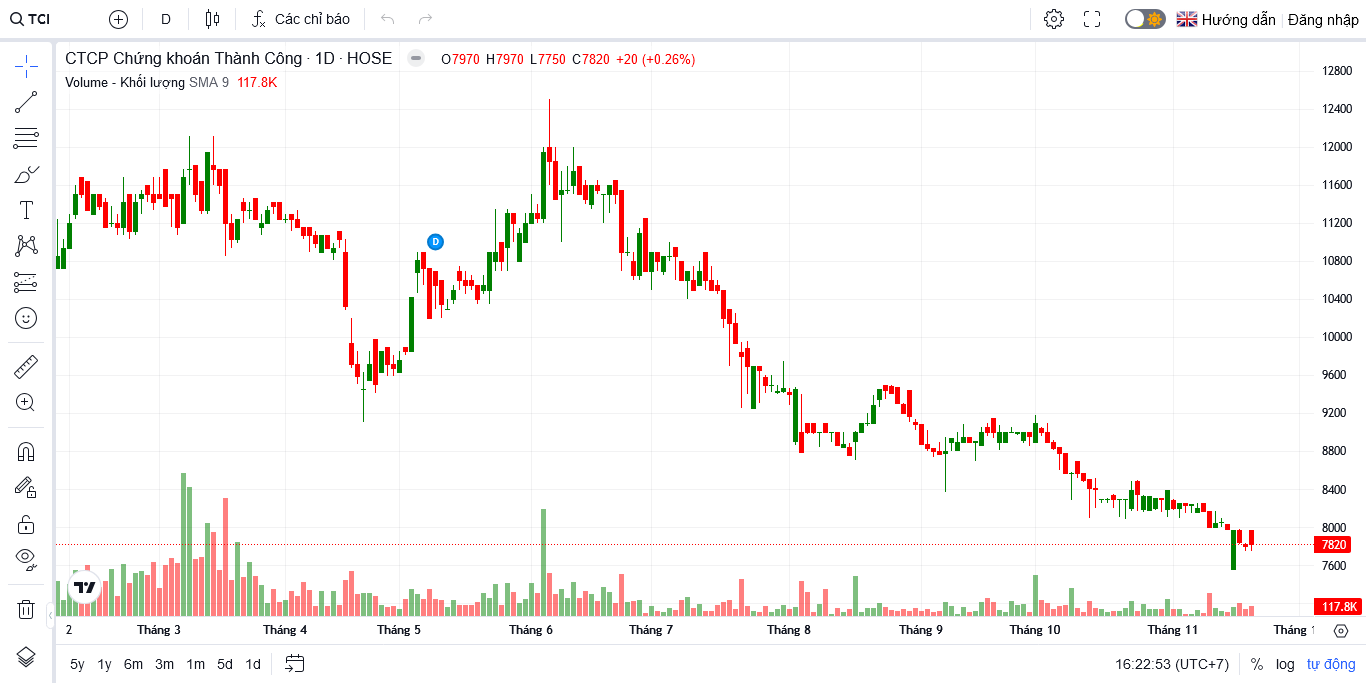 TCI D Các chỉ báo Hướng dẫn Đăng nhập
CTCP Chứng khoán Thành Công · 1D · HOSE O7970 H7970 L7750 C7820 +20 (+0.26%)
Volume - Khối lượng SMA 9 117.8K
12800
12400
12000
11600
11200
D
10800
10400
10000
9600
9200
8800
8400
8000
7820
7600
117.8K
2 Tháng 3 Tháng 4 Tháng 5 Tháng 6 Tháng 7 Tháng 8 Tháng 9 Tháng 10 Tháng 11 Tháng 1
5y 1y 6m 3m 1m 5d 1d 16:22:53 (UTC+7) % log tự động